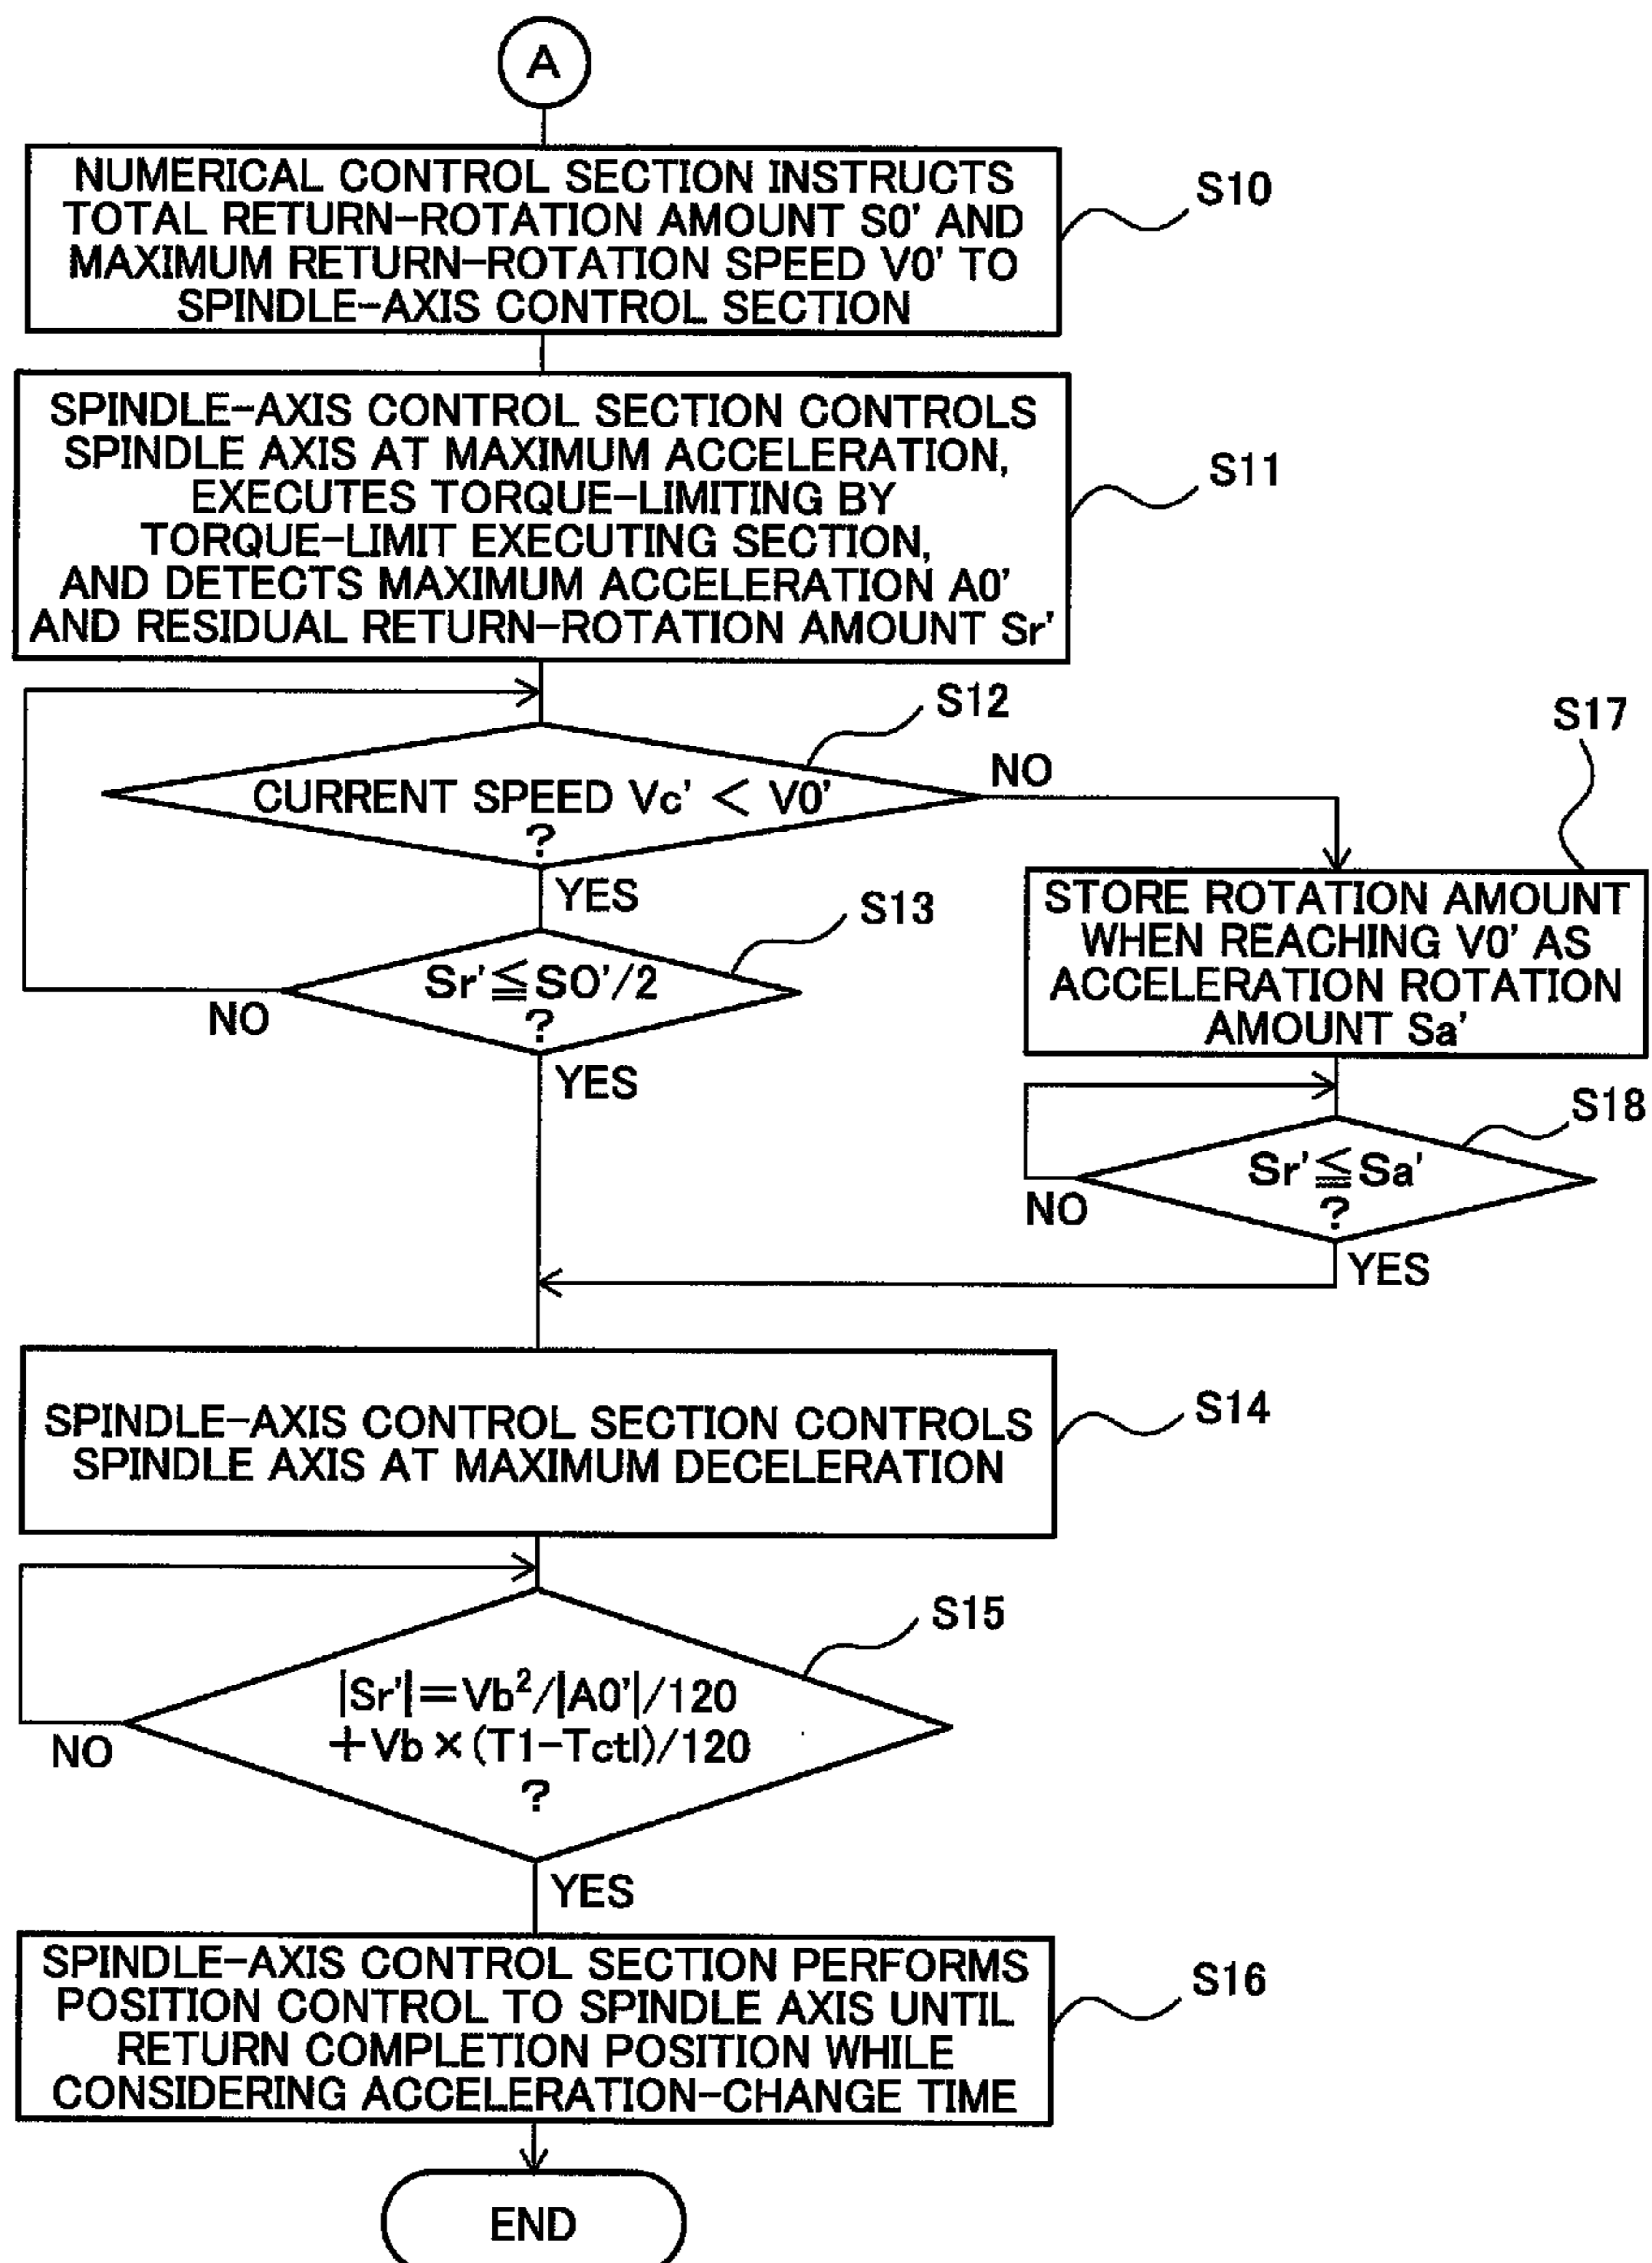 A
NUMERICAL CONTROL SECTION INSTRUCTS
TOTAL RETURN-ROTATION AMOUNT S0' AND
MAXIMUM RETURN-ROTATION SPEED V0' TO
SPINDLE-AXIS CONTROL SECTION
S10
SPINDLE-AXIS CONTROL SECTION CONTROLS
SPINDLE AXIS AT MAXIMUM ACCELERATION,
EXECUTES TORQUE-LIMITING BY
TORQUE-LIMIT EXECUTING SECTION,
AND DETECTS MAXIMUM ACCELERATION A0'
AND RESIDUAL RETURN-ROTATION AMOUNT Sr'
S11
S12
CURRENT SPEED Vc' < V0'
?
NO
YES
S17
STORE ROTATION AMOUNT
WHEN REACHING V0' AS
ACCELERATION ROTATION
AMOUNT Sa'
S13
Sr'≦SO'/2
?
NO
YES
S18
Sr'≦Sa'
?
NO
YES
SPINDLE-AXIS CONTROL SECTION CONTROLS
SPINDLE AXIS AT MAXIMUM DECELERATION
S14
S15
|Sr'|=Vb²/|A0'|/120
+Vb×(T1-Tctl)/120
?
NO
YES
SPINDLE-AXIS CONTROL SECTION PERFORMS
POSITION CONTROL TO SPINDLE AXIS UNTIL
RETURN COMPLETION POSITION WHILE
CONSIDERING ACCELERATION-CHANGE TIME
S16
END